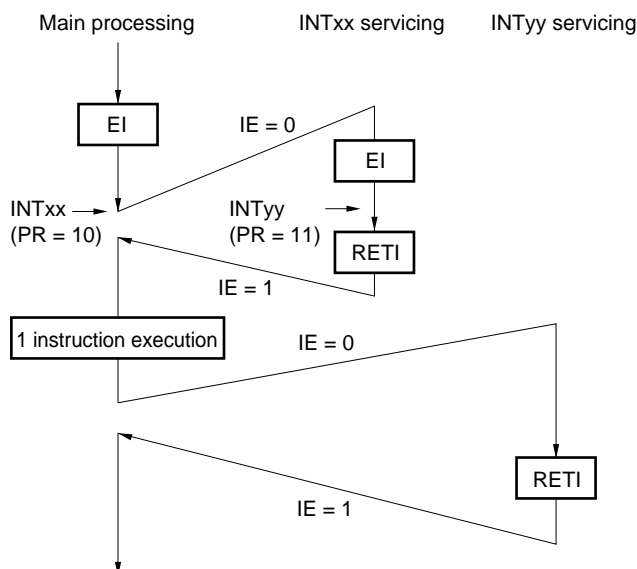 Main processing
INTxx servicing
INTyy servicing
EI
IE = 0
EI
INTxx
(PR = 10)
INTyy
(PR = 11)
RETI
IE = 1
1 instruction execution
IE = 0
RETI
IE = 1